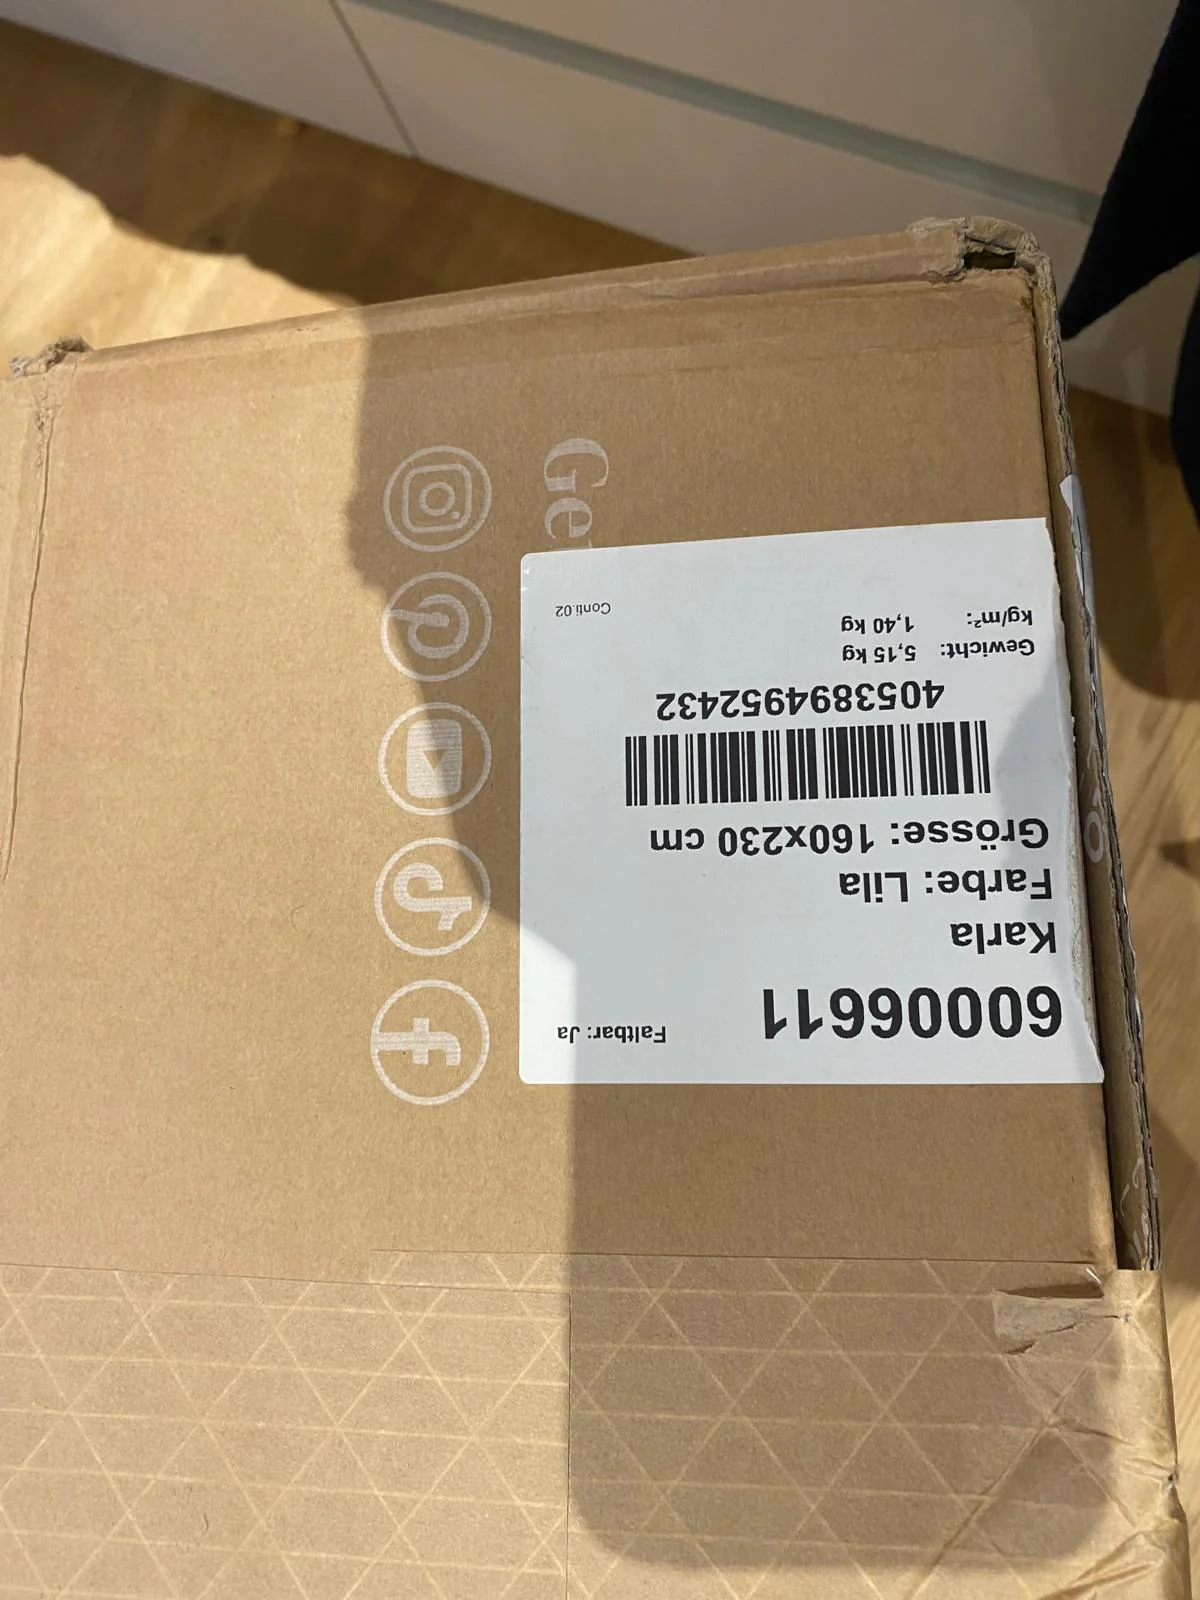 60006611 Faltbar: Ja
Karla
Farbe: Lila
Grösse: 160x230 cm
4053894952432
Gewicht: 5,15 kg
kg/m²: 1,40 kg
Conti.02
Ge